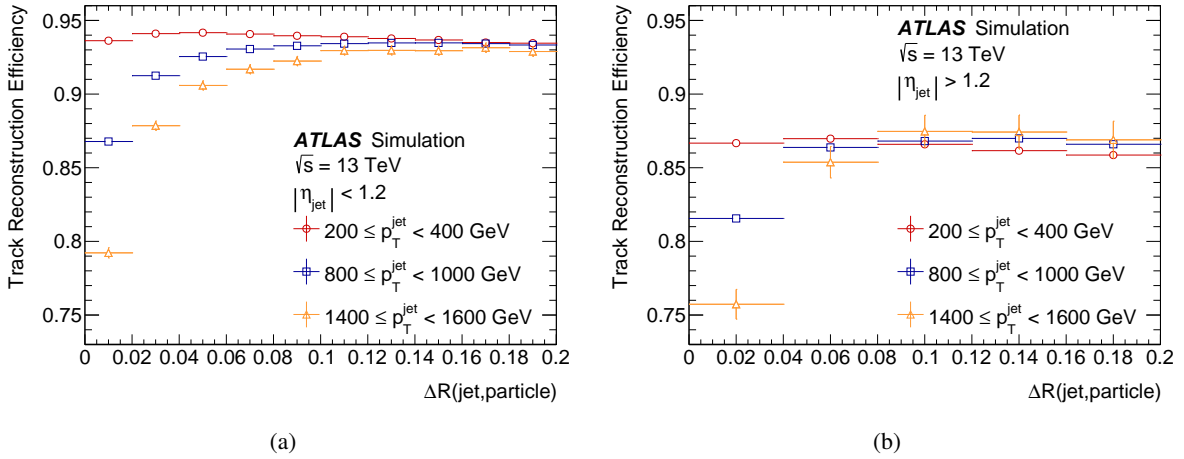 Track Reconstruction Efficiency
0.95
0.9
0.85
0.8
0.75
ATLAS Simulation
√s = 13 TeV
|η_jet| < 1.2
200 ≤ p_T^jet < 400 GeV
800 ≤ p_T^jet < 1000 GeV
1400 ≤ p_T^jet < 1600 GeV
0 0.02 0.04 0.06 0.08 0.1 0.12 0.14 0.16 0.18 0.2
ΔR(jet,particle)
(a)
Track Reconstruction Efficiency
0.95
0.9
0.85
0.8
0.75
ATLAS Simulation
√s = 13 TeV
|η_jet| > 1.2
200 ≤ p_T^jet < 400 GeV
800 ≤ p_T^jet < 1000 GeV
1400 ≤ p_T^jet < 1600 GeV
0 0.02 0.04 0.06 0.08 0.1 0.12 0.14 0.16 0.18 0.2
ΔR(jet,particle)
(b)